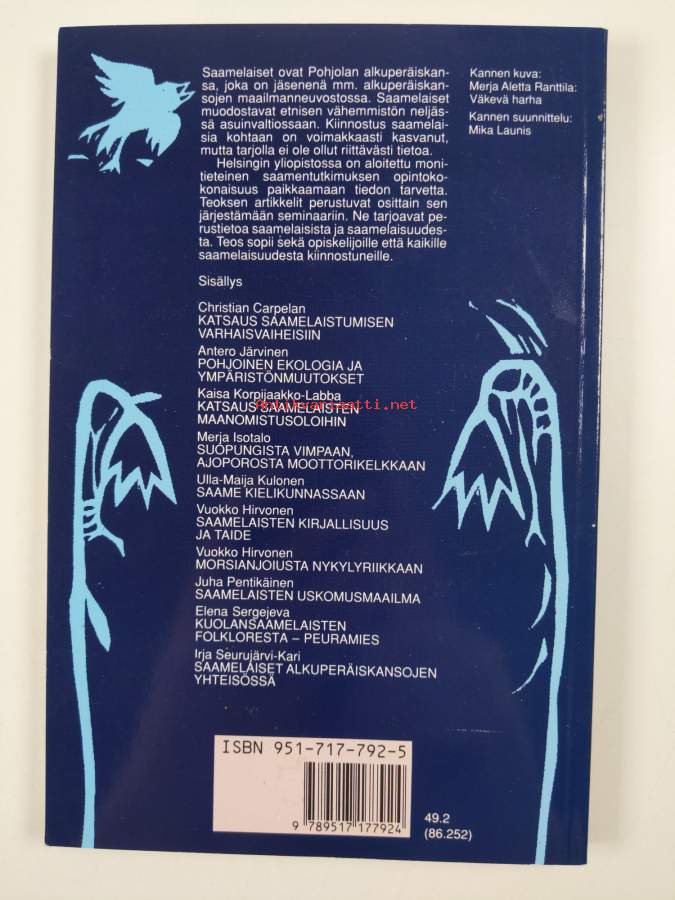 Saamelaiset ovat Pohjolan alkuperäiskan-
sa, joka on jäsenenä mm. alkuperäiskan-
sojen maailmanneuvostossa. Saamelaiset
muodostavat etnisen vähemmistön neljäs-
sä asuinvaltiossaan. Kiinnostus saamelai-
sia kohtaan on voimakkaasti kasvanut,
mutta tarjolla ei ole ollut riittävästi tietoa.
Helsingin yliopistossa on aloitettu moni-
tieteinen saamentutkimuksen opintoko-
konaisuus paikkaamaan tiedon tarvetta.
Teoksen artikkelit perustuvat osittain sen
järjestämään seminaariin. Ne tarjoavat pe-
rustietoa saamelaisista ja saamelaisuudes-
ta. Teos sopii sekä opiskelijoille että kaikille
saamelaisuudesta kiinnostuneille.
Kannen kuva:
Merja Aletta Ranttila:
Väkevä harha
Kannen suunnittelu:
Mika Launis
Sisällys
Christian Carpelan
KATSAUS SAAMELAISTUMISEN
VARHAISVAIHEISIIN
Antero Järvinen
POHJOINEN EKOLOGIA JA
YMPÄRISTÖNMUUTOKSET
Kaisa Korpijaakko-Labba
KATSAUS SAAMELAISTEN
MAANOMISTUSOLOIHIN
Merja Isotalo
SUOPUNGISTA VIMPAAN,
AJOPOROSTA MOOTTORIKELKKAAN
Ulla-Maija Kulonen
SAAME KIELIKUNNASSAAN
Vuokko Hirvonen
SAAMELAISTEN KIRJALLISUUS
JA TAIDE
Vuokko Hirvonen
MORSIANJOIUSTA NYKYLYRIIKKAAN
Juha Pentikäinen
SAAMELAISTEN USKOMUSMAAILMA
Elena Sergejeva
KUOLANSAAMELAISTEN
FOLKLORESTA – PEURAMIES
Irja Seurujärvi-Kari
SAAMELAISET ALKUPERÄISKANSOJEN
YHTEISÖSSÄ
Antikvariaatti.net
ISBN 951-717-792-5
9 789517 177924
49.2
(86.252)